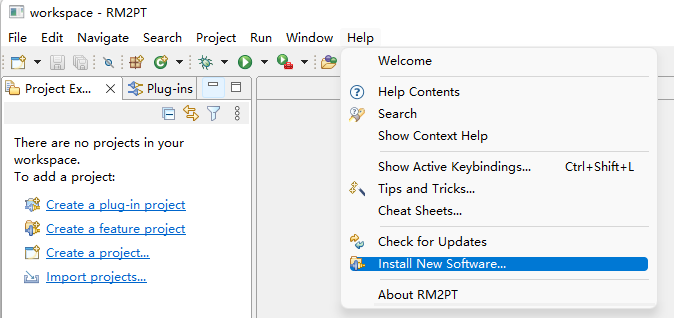 workspace - RM2PT
File Edit Navigate Search Project Run Window Help
Project Ex... Plug-ins
There are no projects in your
workspace.
To add a project:
Create a plug-in project
Create a feature project
Create a project...
Import projects...
Welcome
Help Contents
Search
Show Context Help
Show Active Keybindings... Ctrl+Shift+L
Tips and Tricks...
Cheat Sheets...
Check for Updates
Install New Software...
About RM2PT